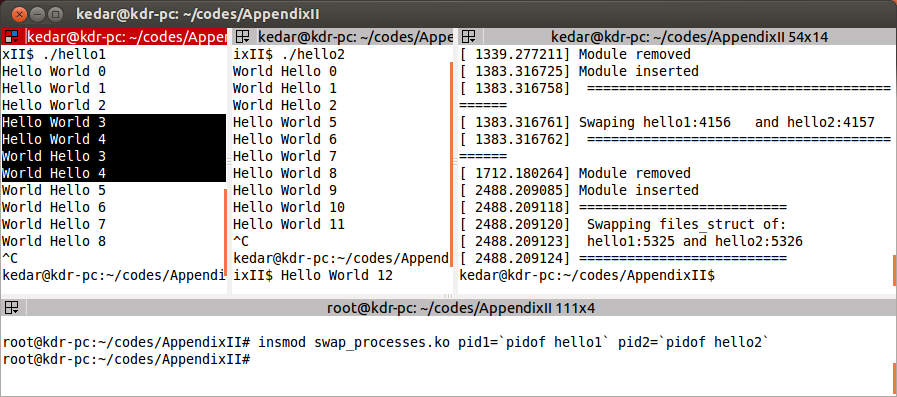 kedar@kdr-pc: ~/codes/AppendixII
kedar@kdr-pc: ~/codes/Appen
xII$ ./hello1
Hello World 0
Hello World 1
Hello World 2
Hello World 3
Hello World 4
World Hello 3
World Hello 4
World Hello 5
World Hello 6
World Hello 7
World Hello 8
^C
kedar@kdr-pc:~/codes/Appendi
kedar@kdr-pc: ~/codes/Appe
ixII$ ./hello2
World Hello 0
World Hello 1
World Hello 2
Hello World 5
Hello World 6
Hello World 7
Hello World 8
Hello World 9
Hello World 10
Hello World 11
^C
kedar@kdr-pc:~/codes/Append
ixII$ Hello World 12
kedar@kdr-pc: ~/codes/AppendixII 54x14
[ 1339.277211] Module removed
[ 1383.316725] Module inserted
[ 1383.316758]  ======================================
======
[ 1383.316761] Swaping hello1:4156   and hello2:4157
[ 1383.316762]  ======================================
======
[ 1712.180264] Module removed
[ 2488.209085] Module inserted
[ 2488.209118] ==========================
[ 2488.209120]  Swapping files_struct of:
[ 2488.209123]  hello1:5325 and hello2:5326
[ 2488.209124] ==========================
kedar@kdr-pc:~/codes/AppendixII$
root@kdr-pc: ~/codes/AppendixII 111x4
root@kdr-pc:~/codes/AppendixII# insmod swap_processes.ko pid1=`pidof hello1` pid2=`pidof hello2`
root@kdr-pc:~/codes/AppendixII#